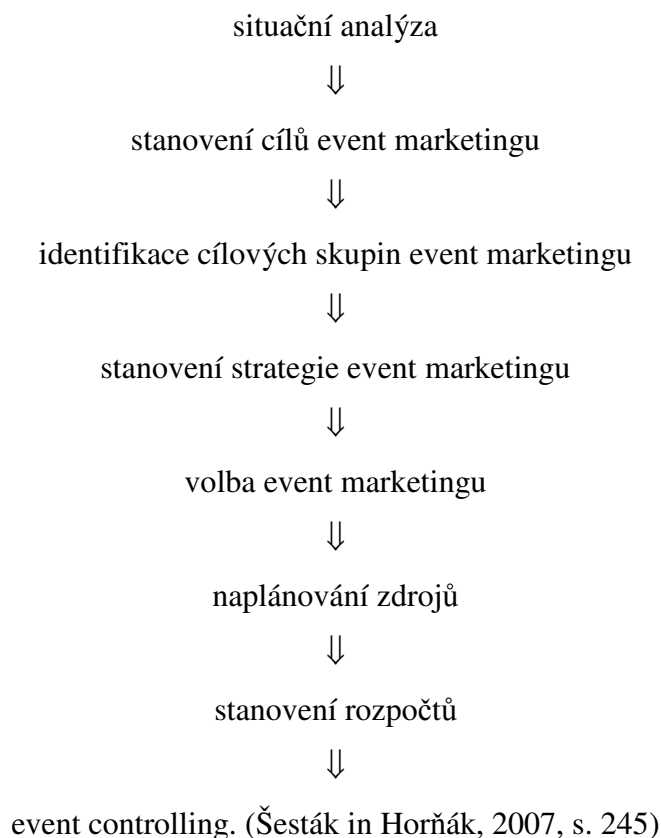 situační analýza
⇓
stanovení cílů event marketingu
⇓
identifikace cílových skupin event marketingu
⇓
stanovení strategie event marketingu
⇓
volba event marketingu
⇓
naplánování zdrojů
⇓
stanovení rozpočtů
⇓
event controlling. (Šesták in Horňák, 2007, s. 245)